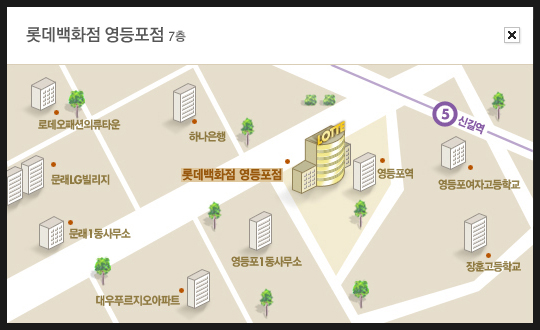 롯데백화점 영등포점 7층
5 신길역
로데오패션의류타운
하나은행
LOTTE
롯데백화점 영등포점
영등포역
영등포여자고등학교
문래LG빌리지
문래1동사무소
영등포1동사무소
장훈고등학교
대우푸르지오아파트